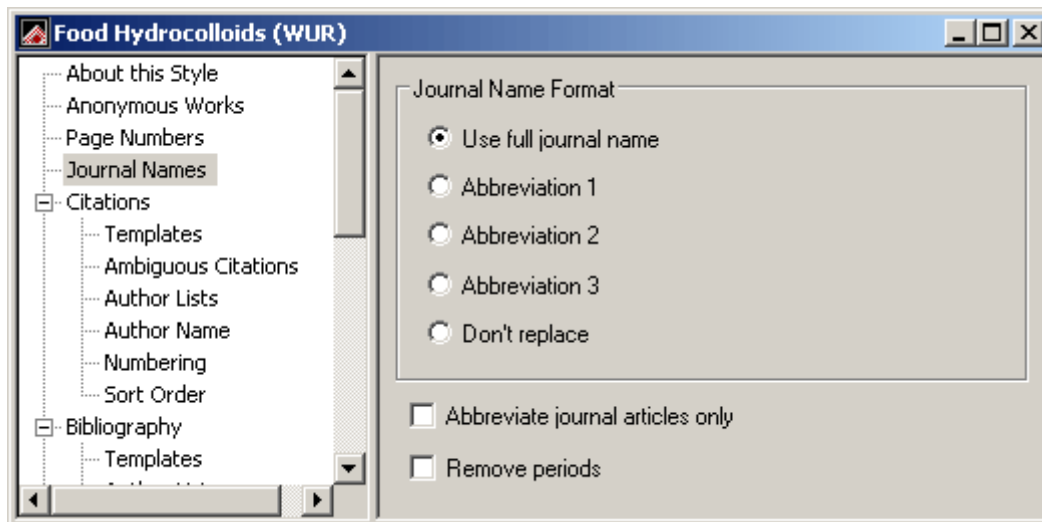 Food Hydrocolloids (WUR)
About this Style
Anonymous Works
Page Numbers
Journal Names
Citations
Templates
Ambiguous Citations
Author Lists
Author Name
Numbering
Sort Order
Bibliography
Templates
Journal Name Format
Use full journal name
Abbreviation 1
Abbreviation 2
Abbreviation 3
Don't replace
Abbreviate journal articles only
Remove periods